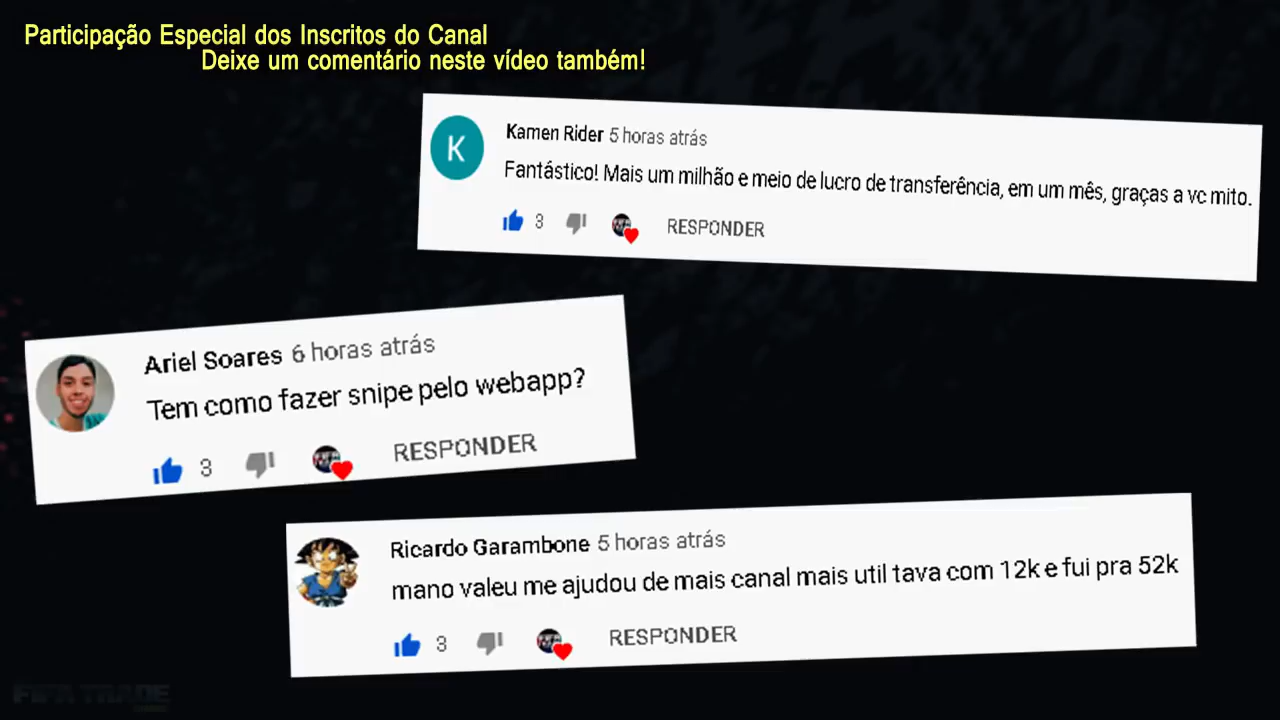 Participação Especial dos Inscritos do Canal
Deixe um comentário neste vídeo também!
K
Kamen Rider 5 horas atrás
Fantástico! Mais um milhão e meio de lucro de transferência, em um mês, graças a vc mito.
3 RESPONDER
Ariel Soares 6 horas atrás
Tem como fazer snipe pelo webapp?
3 RESPONDER
Ricardo Garambone 5 horas atrás
mano valeu me ajudou de mais canal mais util tava com 12k e fui pra 52k
3 RESPONDER
FIFA TRADE